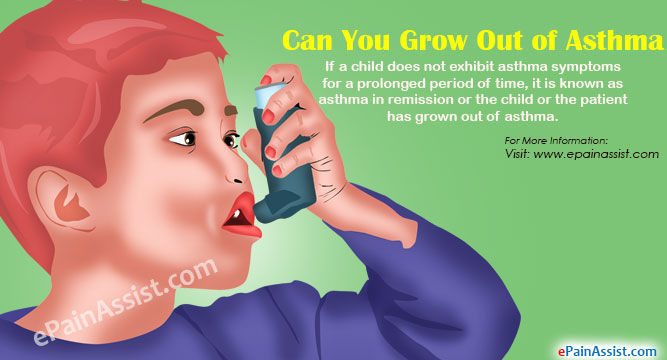 Can You Grow Out of Asthma
If a child does not exhibit asthma symptoms
for a prolonged period of time, it is known as
asthma in remission or the child or the patient
has grown out of asthma.
For More Information:
Visit: www.epainassist.com
ePainAssist.com
ePainAssist.com